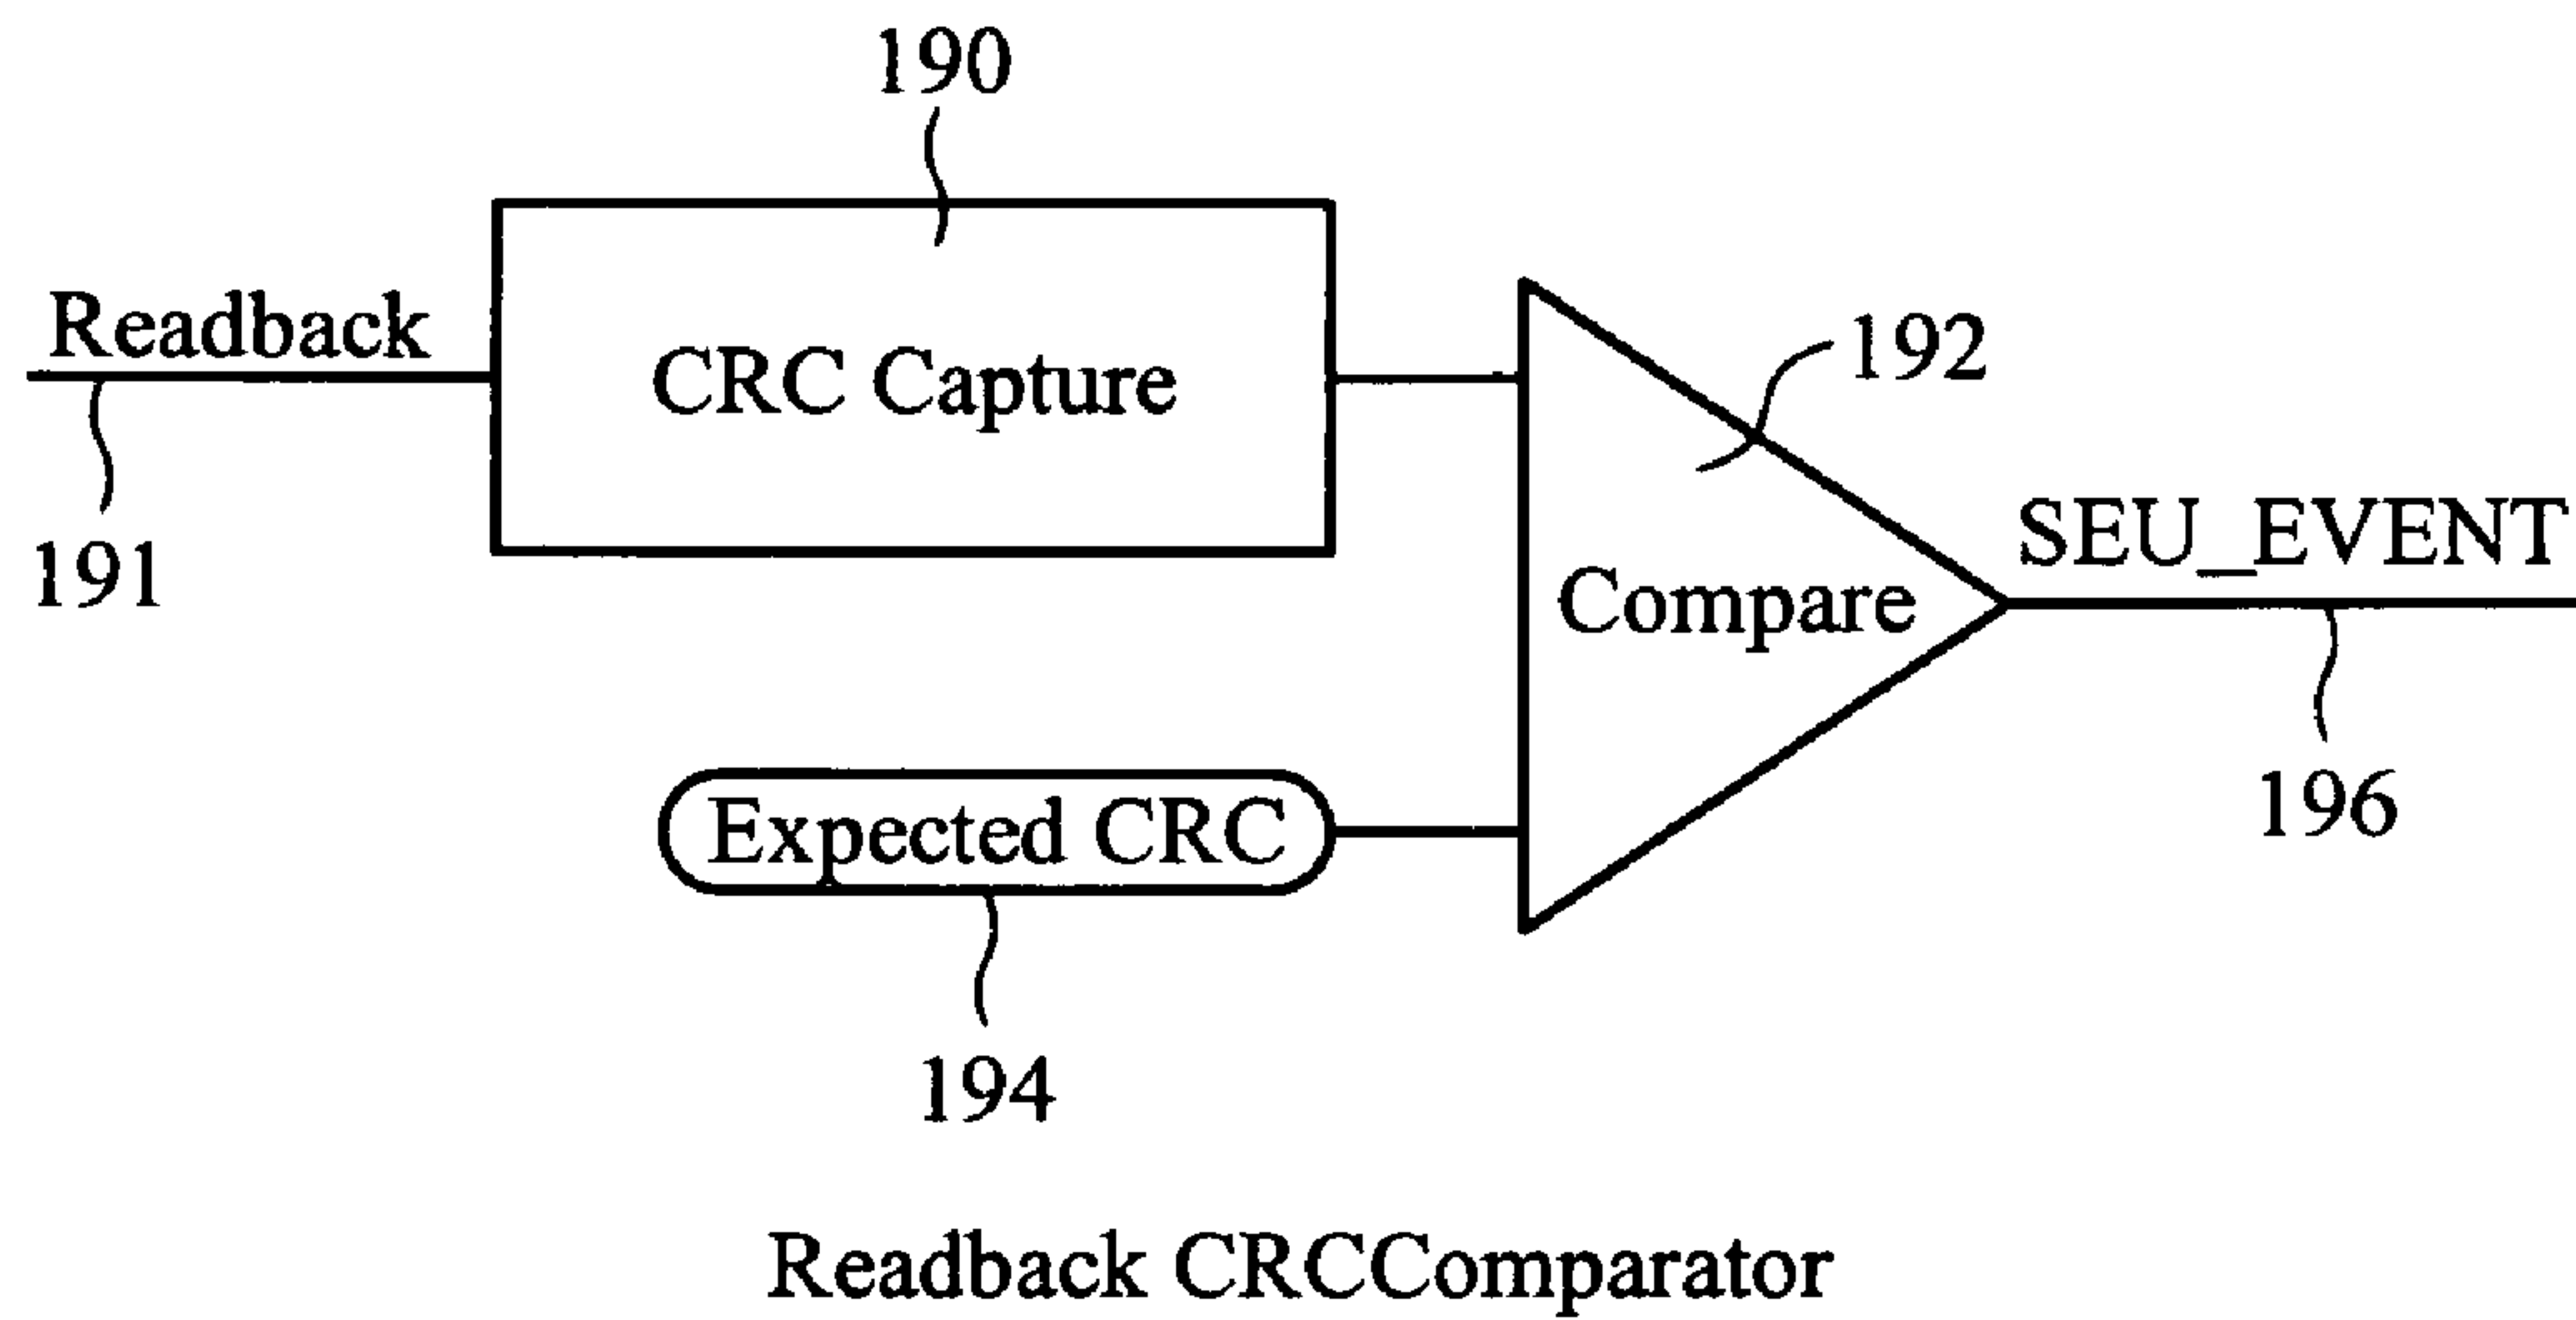 190
Readback
CRC Capture
192
191
SEU_EVENT
Compare
196
Expected CRC
194
Readback CRCComparator